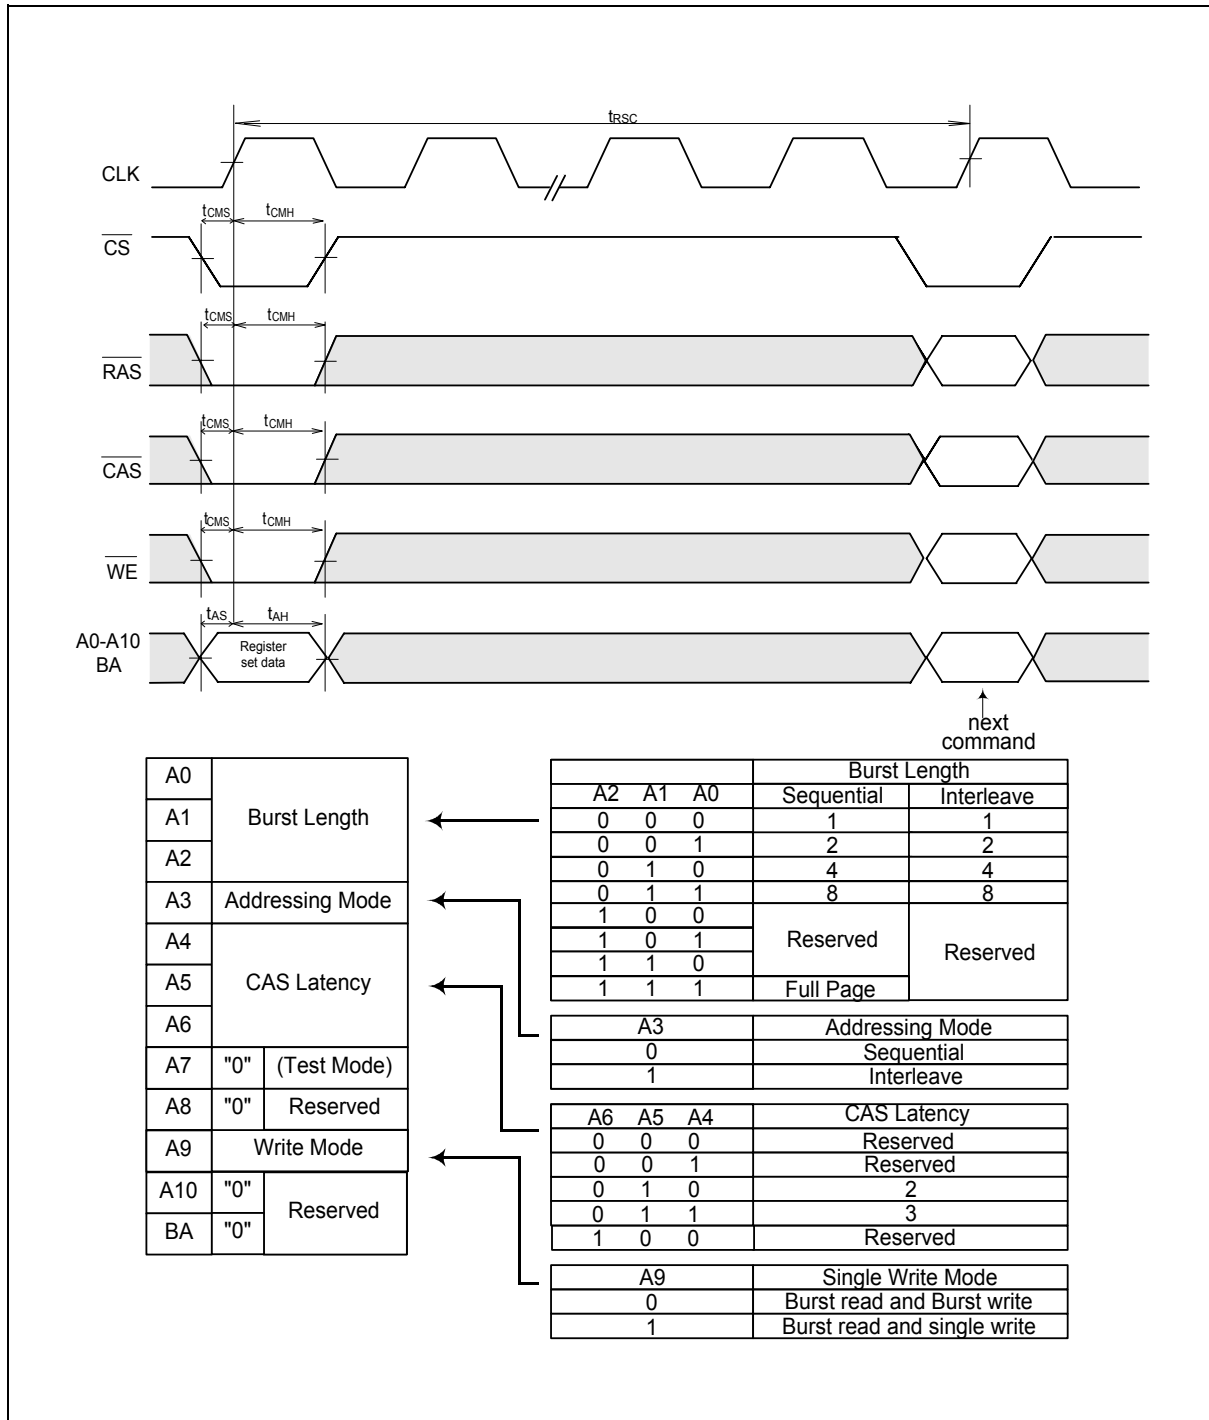 tRSC
CLK
tCMS tCMH
CS
tCMS tCMH
RAS
tCMS tCMH
CAS
tCMS tCMH
WE
tAS tAH
A0-A10
BA
Register
set data
next
command
A0
A1 Burst Length
A2
A3 Addressing Mode
A4
A5 CAS Latency
A6
A7 "0" (Test Mode)
A8 "0" Reserved
A9 Write Mode
A10 "0"
Reserved
BA "0"
Burst Length
A2 A1 A0 Sequential Interleave
0 0 0 1 1
0 0 1 2 2
0 1 0 4 4
0 1 1 8 8
1 0 0
1 0 1 Reserved
Reserved
1 1 0
1 1 1 Full Page
A3 Addressing Mode
0 Sequential
1 Interleave
A6 A5 A4 CAS Latency
0 0 0 Reserved
0 0 1 Reserved
0 1 0 2
0 1 1 3
1 0 0 Reserved
A9 Single Write Mode
0 Burst read and Burst write
1 Burst read and single write